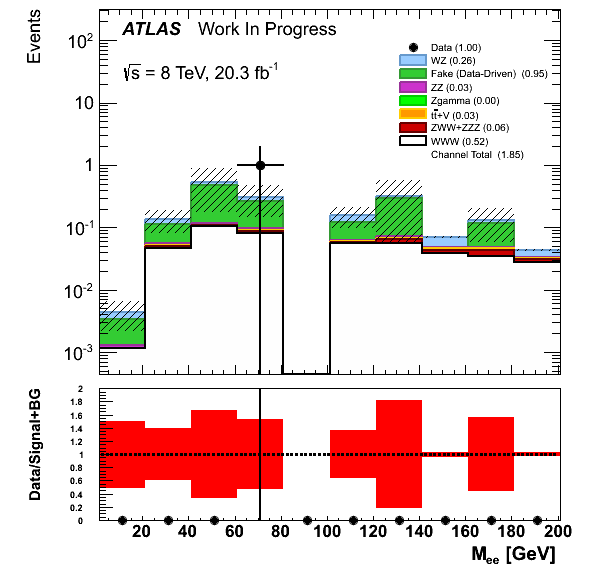 Events
ATLAS Work In Progress
√s = 8 TeV, 20.3 fb⁻¹
Data (1.00)
WZ (0.26)
Fake (Data-Driven) (0.95)
ZZ (0.03)
Zgamma (0.00)
tt̄+V (0.03)
ZWW+ZZZ (0.06)
WWW (0.52)
Channel Total (1.85)
10²
10
1
10⁻¹
10⁻²
10⁻³
Data/Signal+BG
2
1.8
1.6
1.4
1.2
1
0.8
0.6
0.4
0.2
0
20 40 60 80 100 120 140 160 180 200
Mee [GeV]